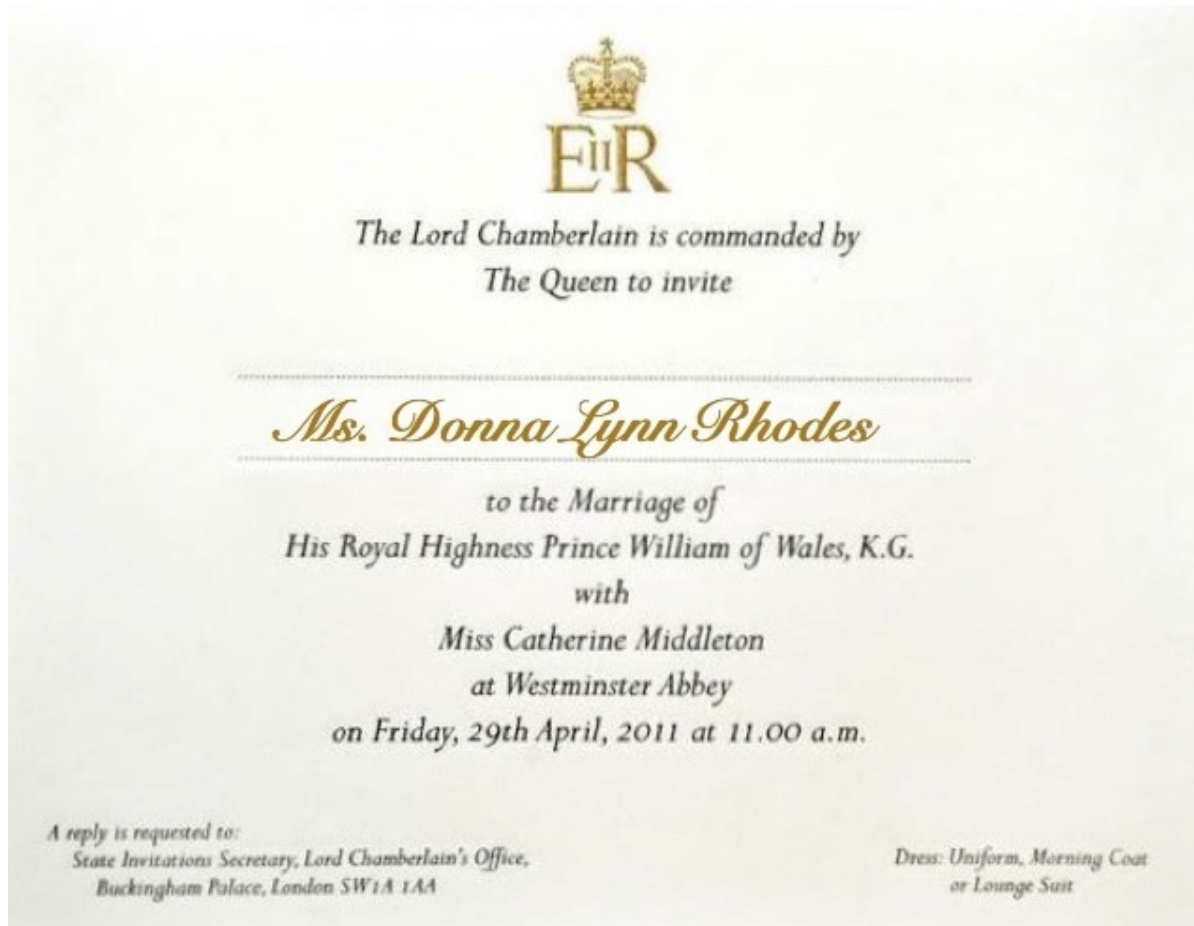 EIIR
The Lord Chamberlain is commanded by
The Queen to invite
Ms. Donna Lynn Rhodes
to the Marriage of
His Royal Highness Prince William of Wales, K.G.
with
Miss Catherine Middleton
at Westminster Abbey
on Friday, 29th April, 2011 at 11.00 a.m.
A reply is requested to:
State Invitations Secretary, Lord Chamberlain's Office,
Buckingham Palace, London SW1A 1AA
Dress: Uniform, Morning Coat
or Lounge Suit